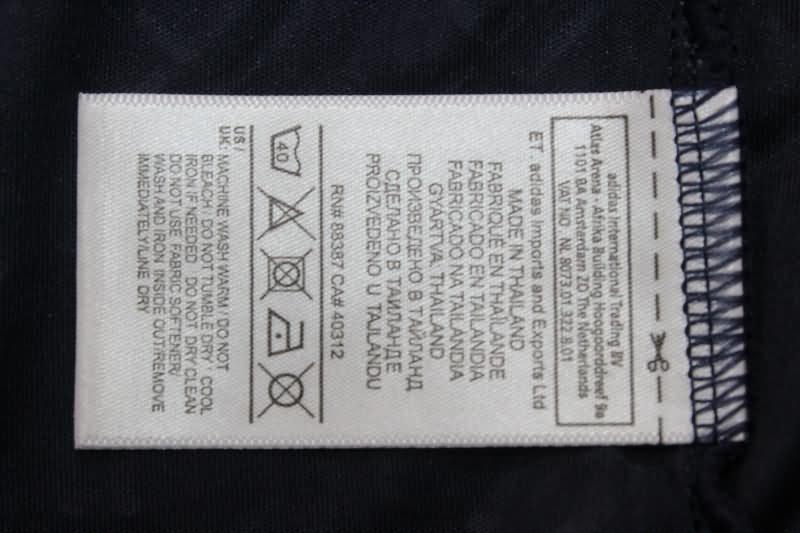 adidas International Trading BV
Atlas Arena - Afrika Building Hoogoorddreef 9a
1101 BA Amsterdam ZO The Netherlands
VAT NO. NL 8073.01.322.B.01
ET. adidas Imports and Exports Ltd
MADE IN THAILAND
FABRIQUÉ EN THAÏLANDE
FABRICADO EN TAILANDIA
FABRICADO NA TAILÂNDIA
GYÁRTVA, THAILAND
ПРОИЗВЕДЕНО В ТАЙЛАНД
СДЕЛАНО В ТАИЛАНДЕ
PROIZVEDENO U TAJLANDU
RN# 88387 CA# 40312
40
US /
UK: MACHINE WASH WARM / DO NOT
BLEACH / DO NOT TUMBLE DRY / COOL
IRON IF NEEDED / DO NOT DRY CLEAN
DO NOT USE FABRIC SOFTENER/
WASH AND IRON INSIDE OUT/REMOVE
IMMEDIATELY/LINE DRY